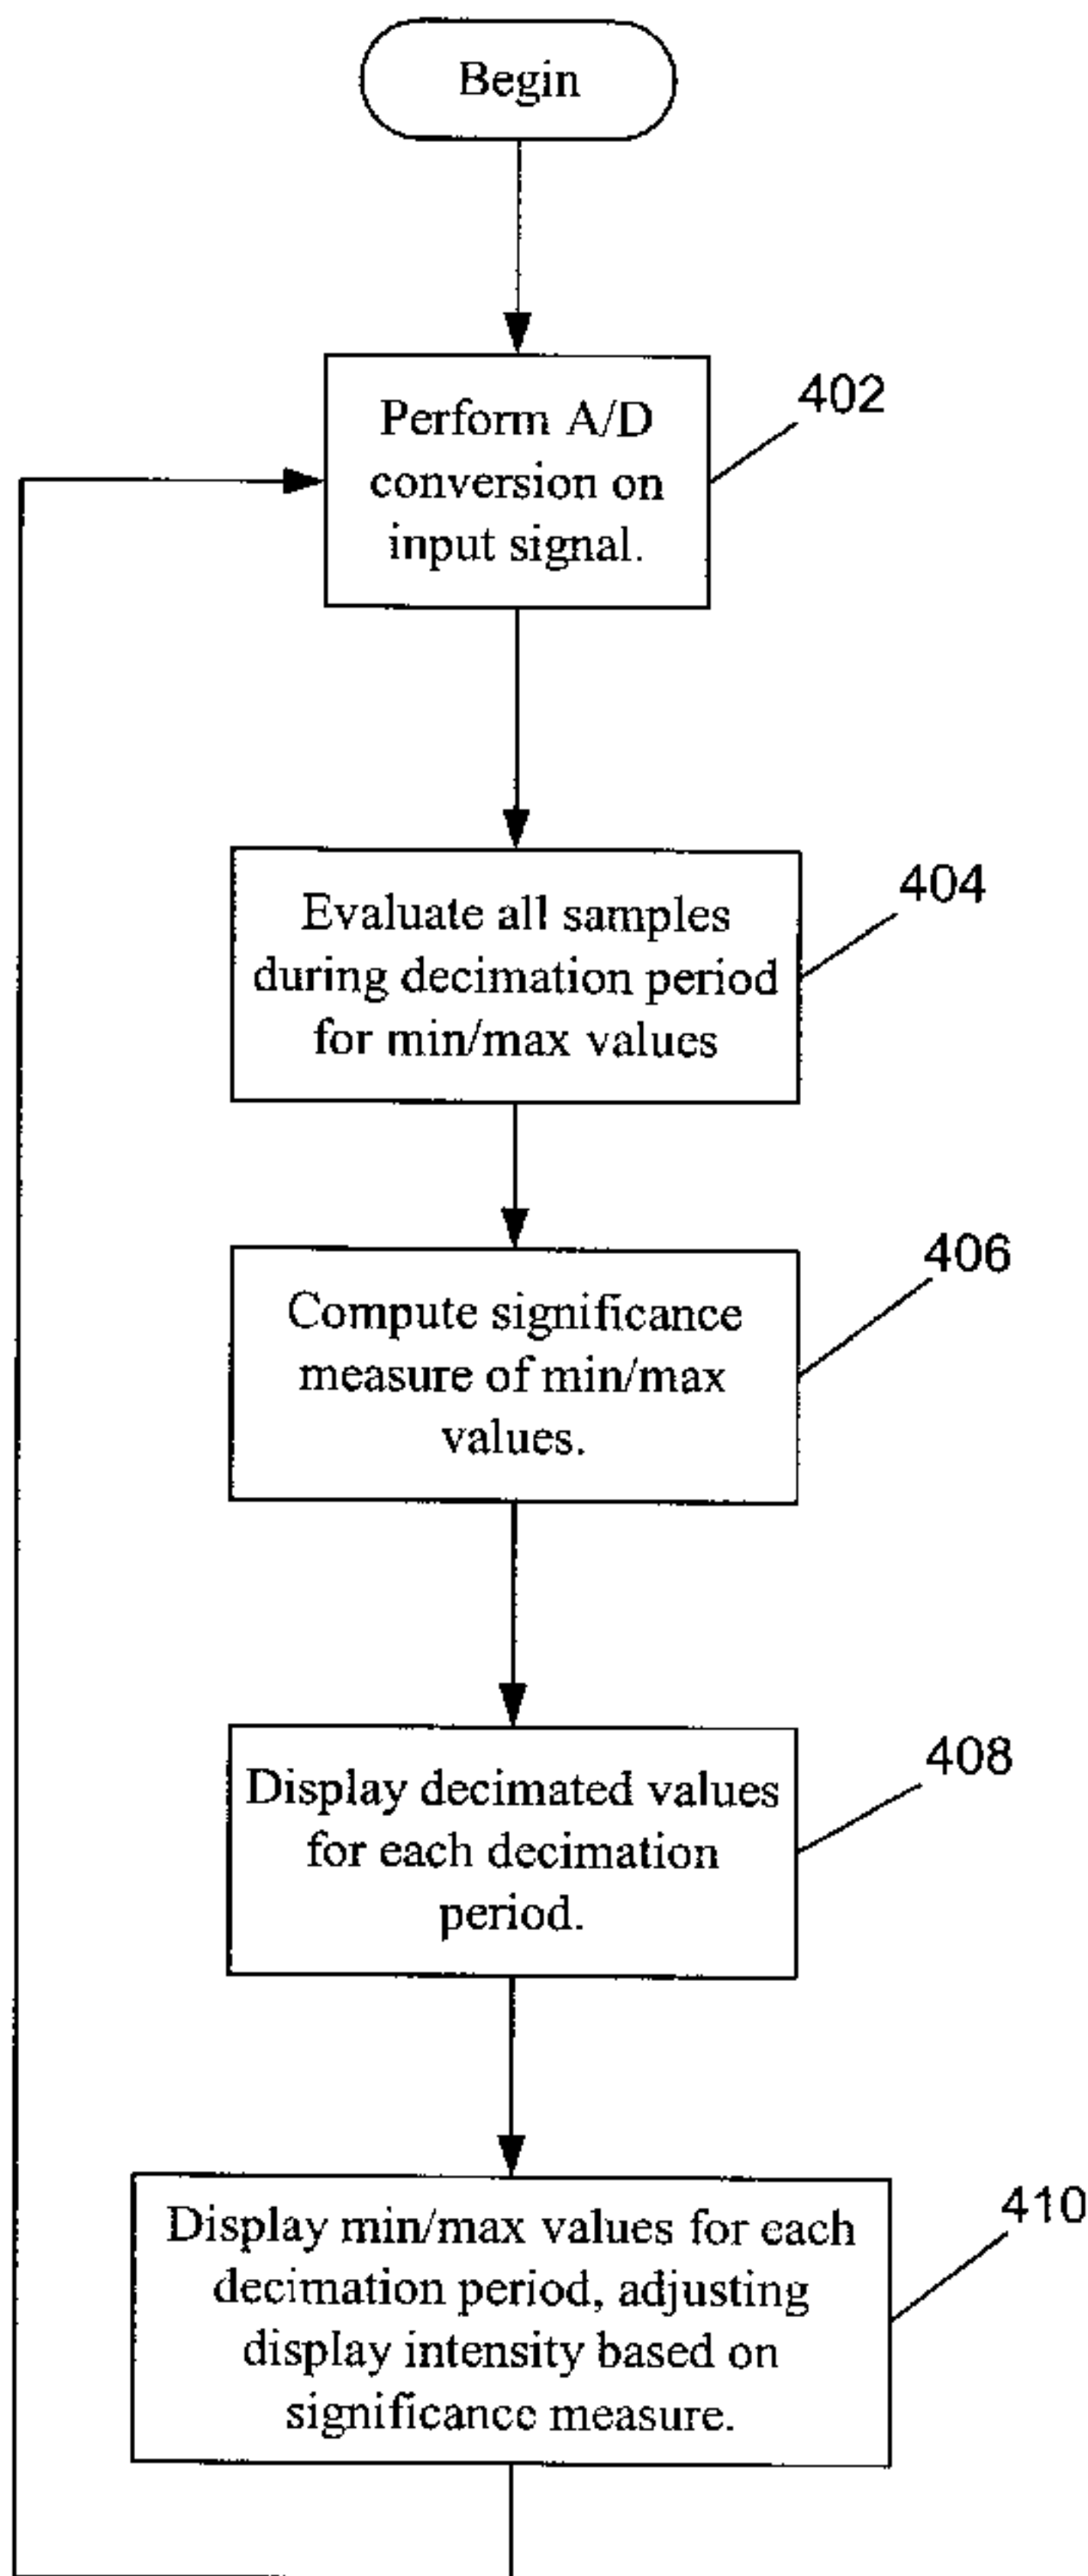 Begin
Perform A/D
conversion on
input signal.
402
Evaluate all samples
during decimation period
for min/max values
404
Compute significance
measure of min/max
values.
406
Display decimated values
for each decimation
period.
408
Display min/max values for each
decimation period, adjusting
display intensity based on
significance measure.
410